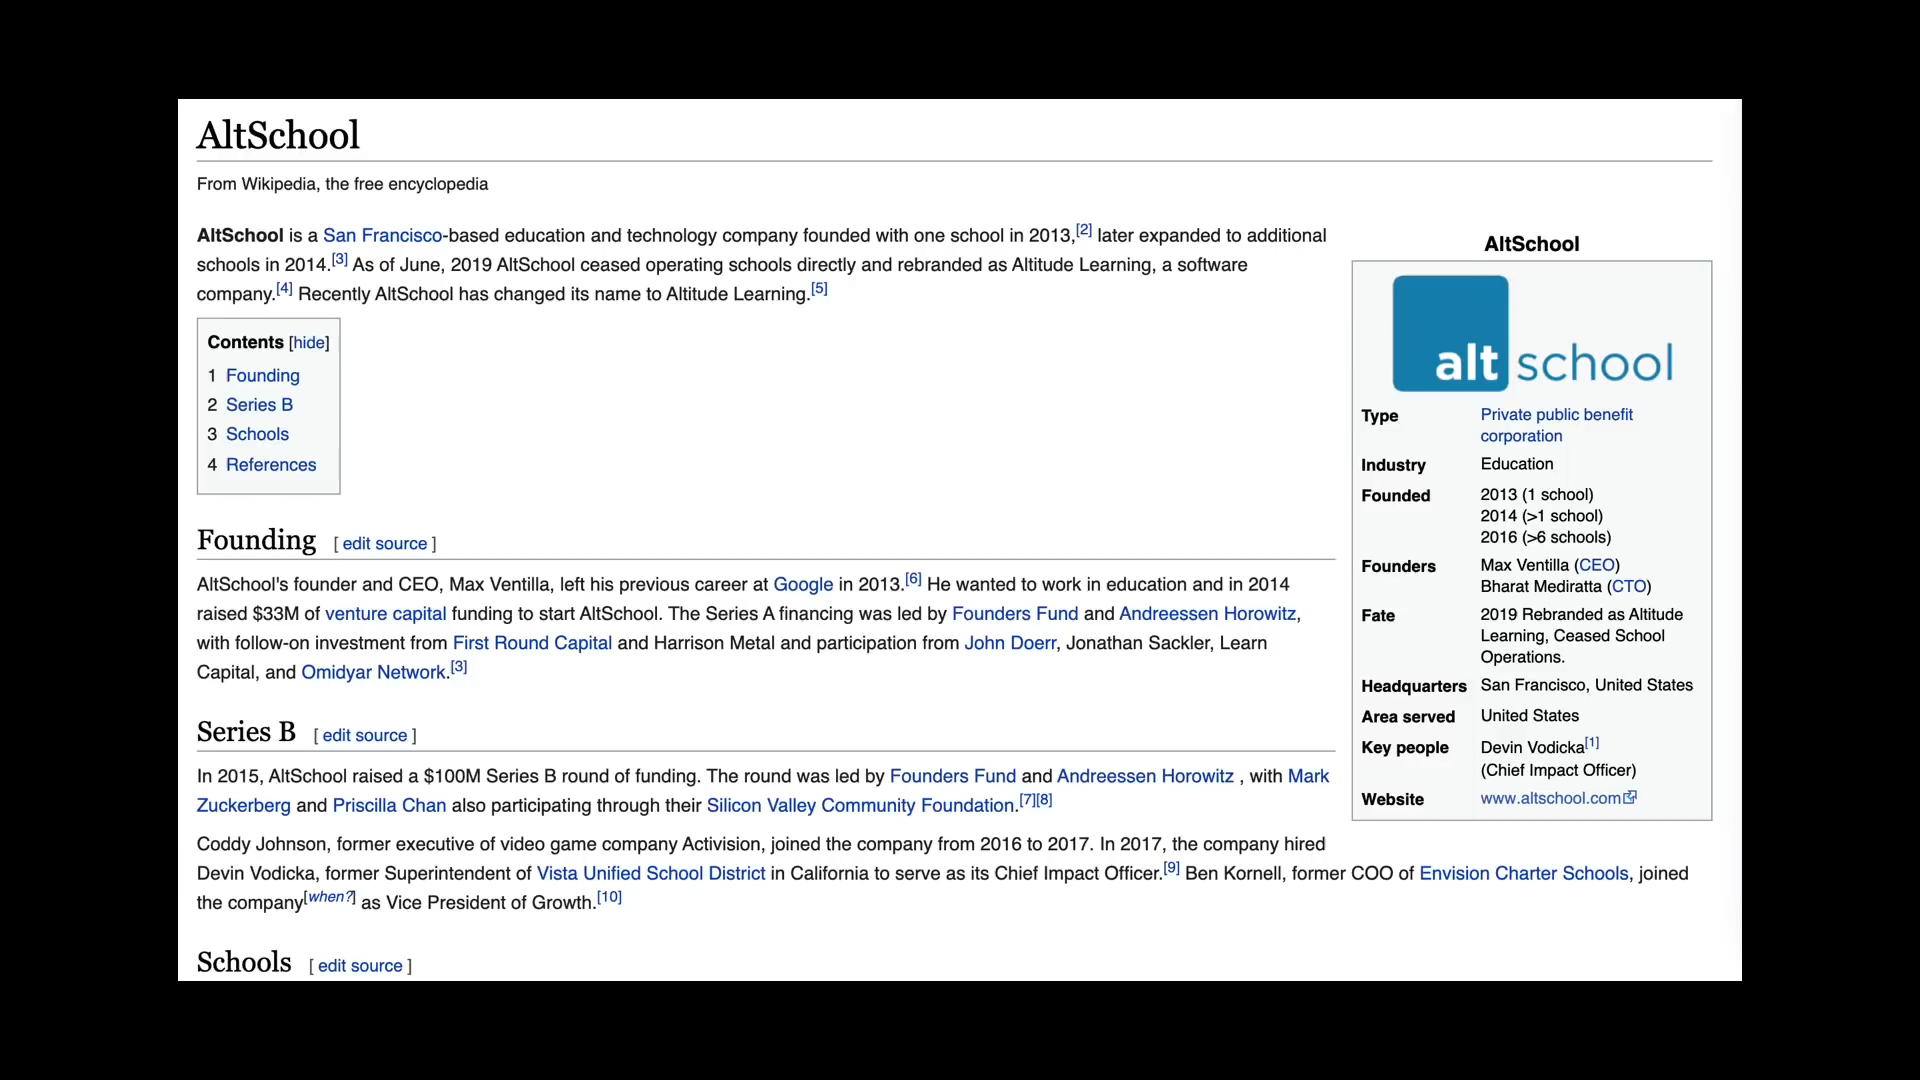 AltSchool
From Wikipedia, the free encyclopedia
AltSchool is a San Francisco-based education and technology company founded with one school in 2013,[2] later expanded to additional
schools in 2014.[3] As of June, 2019 AltSchool ceased operating schools directly and rebranded as Altitude Learning, a software
company.[4] Recently AltSchool has changed its name to Altitude Learning.[5]
Contents [hide]
1 Founding
2 Series B
3 Schools
4 References
Founding [ edit source ]
AltSchool's founder and CEO, Max Ventilla, left his previous career at Google in 2013.[6] He wanted to work in education and in 2014
raised $33M of venture capital funding to start AltSchool. The Series A financing was led by Founders Fund and Andreessen Horowitz,
with follow-on investment from First Round Capital and Harrison Metal and participation from John Doerr, Jonathan Sackler, Learn
Capital, and Omidyar Network.[3]
Series B [ edit source ]
In 2015, AltSchool raised a $100M Series B round of funding. The round was led by Founders Fund and Andreessen Horowitz , with Mark
Zuckerberg and Priscilla Chan also participating through their Silicon Valley Community Foundation.[7][8]
Coddy Johnson, former executive of video game company Activision, joined the company from 2016 to 2017. In 2017, the company hired
Devin Vodicka, former Superintendent of Vista Unified School District in California to serve as its Chief Impact Officer.[9] Ben Kornell, former COO of Envision Charter Schools, joined
the company[when?] as Vice President of Growth.[10]
Schools [ edit source ]
AltSchool
alt school
Type Private public benefit
corporation
Industry Education
Founded 2013 (1 school)
2014 (>1 school)
2016 (>6 schools)
Founders Max Ventilla (CEO)
Bharat Mediratta (CTO)
Fate 2019 Rebranded as Altitude
Learning, Ceased School
Operations.
Headquarters San Francisco, United States
Area served United States
Key people Devin Vodicka[1]
(Chief Impact Officer)
Website www.altschool.com